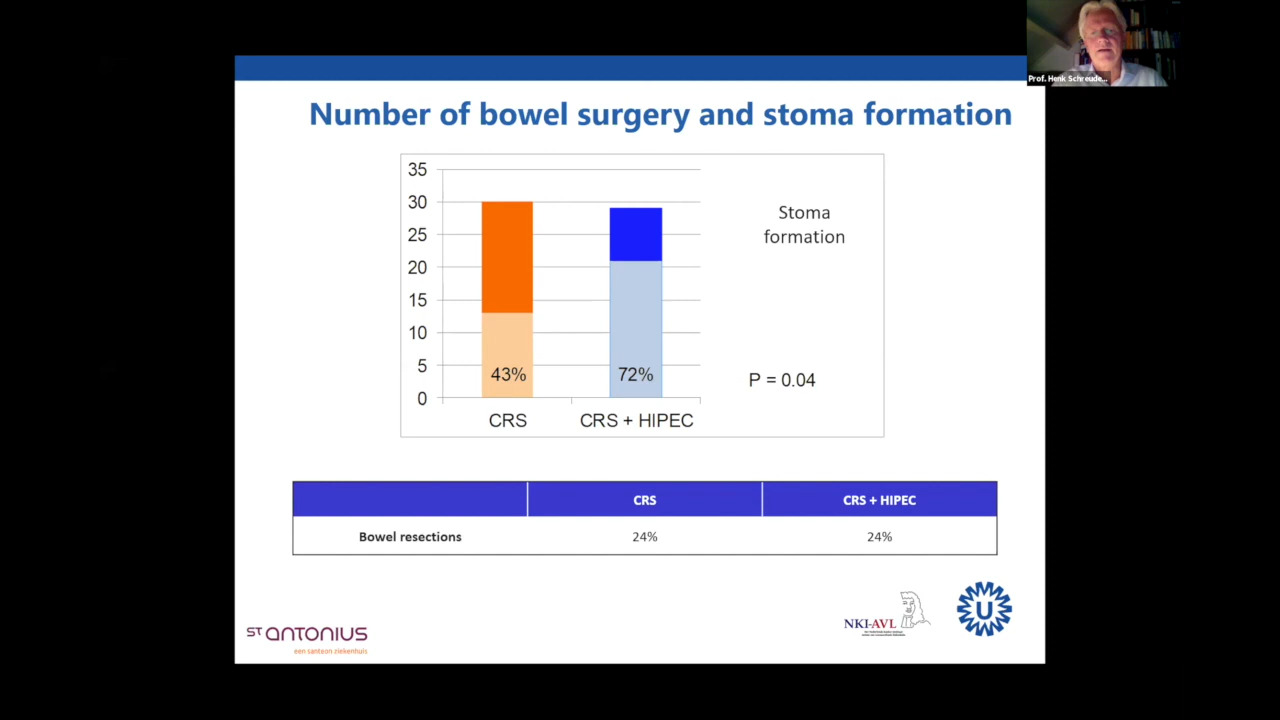 Prof. Henk Schreude...
Number of bowel surgery and stoma formation
35
30
25
20
15
10
5
0
43%
72%
CRS
CRS + HIPEC
Stoma
formation
P = 0.04
CRS
CRS + HIPEC
Bowel resections
24%
24%
ST ANTONIUS
een santeon ziekenhuis
NKI-AVL
U